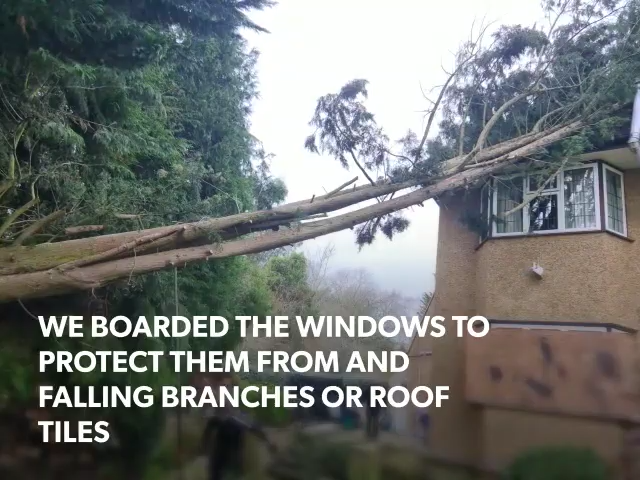 WE BOARDED THE WINDOWS TO
PROTECT THEM FROM AND
FALLING BRANCHES OR ROOF
TILES